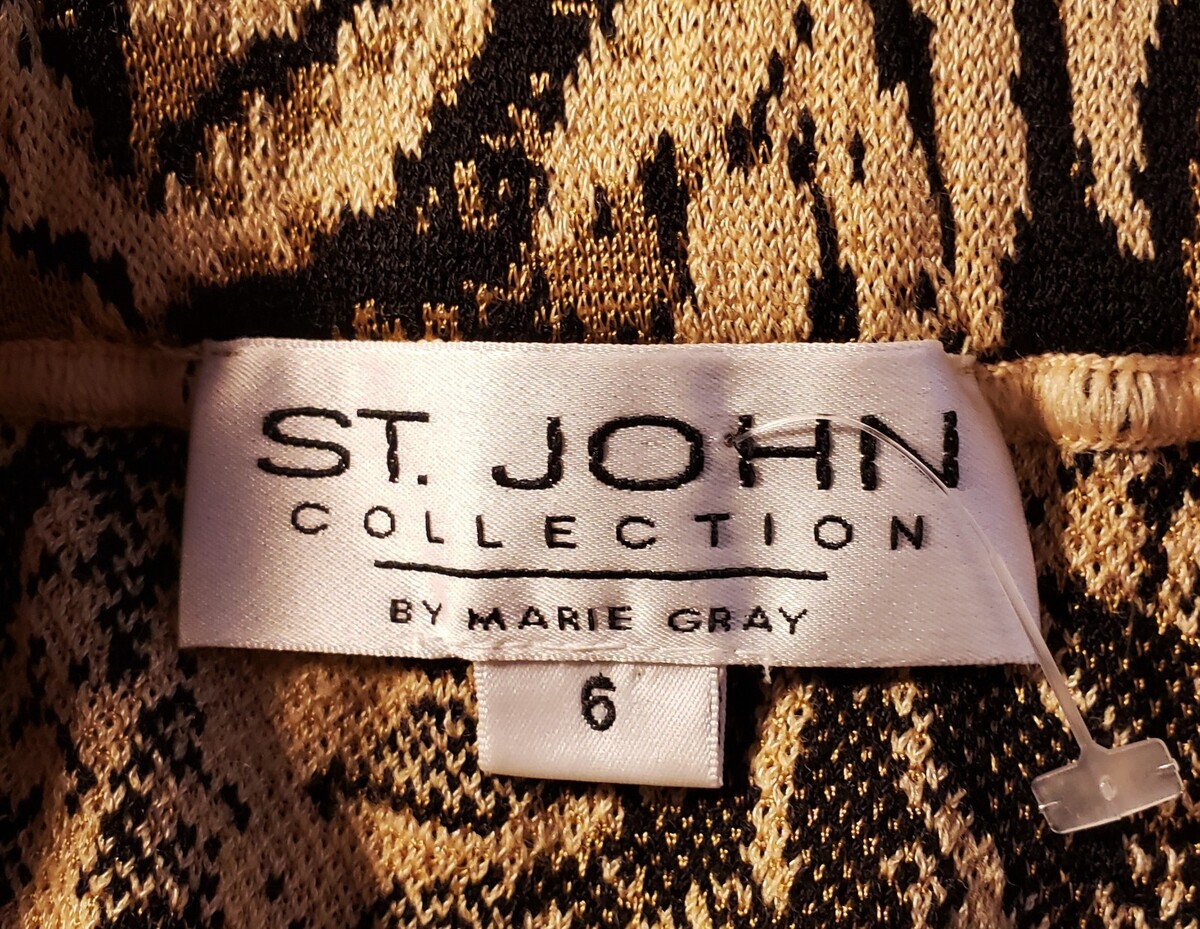 ST. JOHN
COLLECTION
BY MARIE GRAY
6